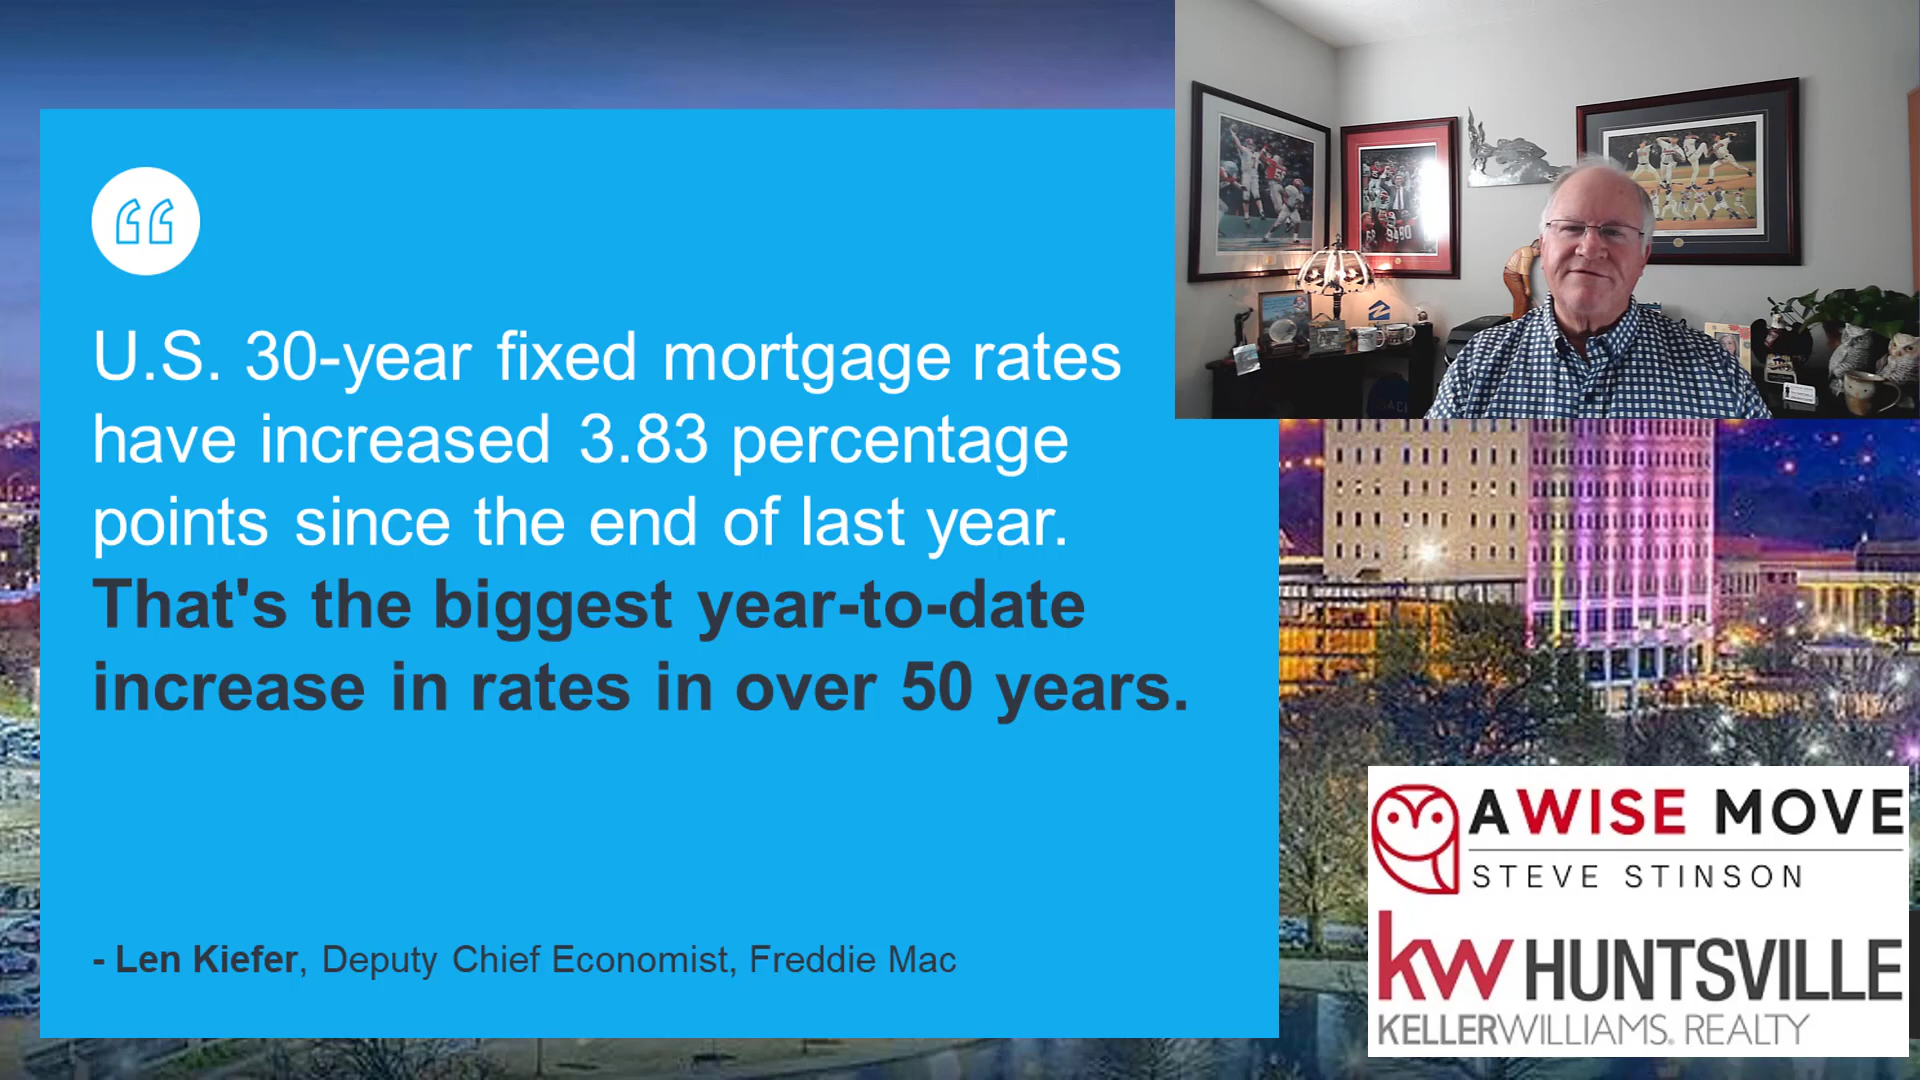 U.S. 30-year fixed mortgage rates
have increased 3.83 percentage
points since the end of last year.
That's the biggest year-to-date
increase in rates in over 50 years.
- Len Kiefer, Deputy Chief Economist, Freddie Mac
A WISE MOVE
STEVE STINSON
kw HUNTSVILLE
KELLERWILLIAMS. REALTY